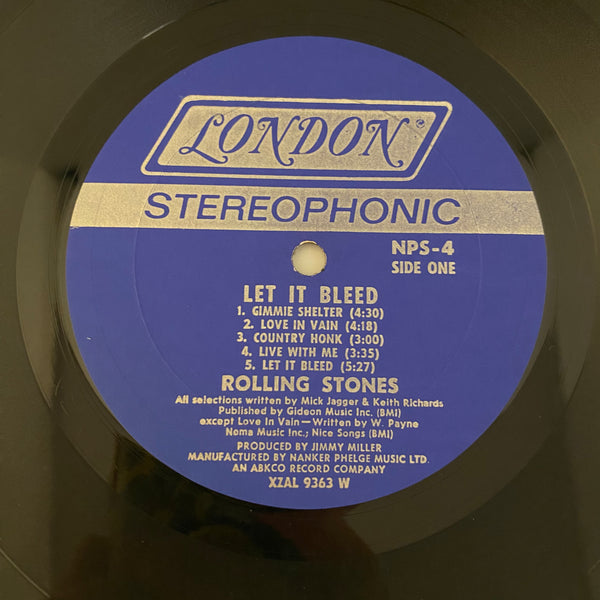 LONDON®
STEREOPHONIC
NPS-4
SIDE ONE
LET IT BLEED
1. GIMMIE SHELTER (4:30)
2. LOVE IN VAIN (4:18)
3. COUNTRY HONK (3:00)
4. LIVE WITH ME (3:35)
5. LET IT BLEED (5:27)
ROLLING STONES
All selections written by Mick Jagger & Keith Richards
Published by Gideon Music Inc. (BMI)
except Love In Vain—Written by W. Payne
Noma Music Inc.; Nice Songs (BMI)
PRODUCED BY JIMMY MILLER
MANUFACTURED BY NANKER PHELGE MUSIC LTD.
AN ABKCO RECORD COMPANY
XZAL 9363 W